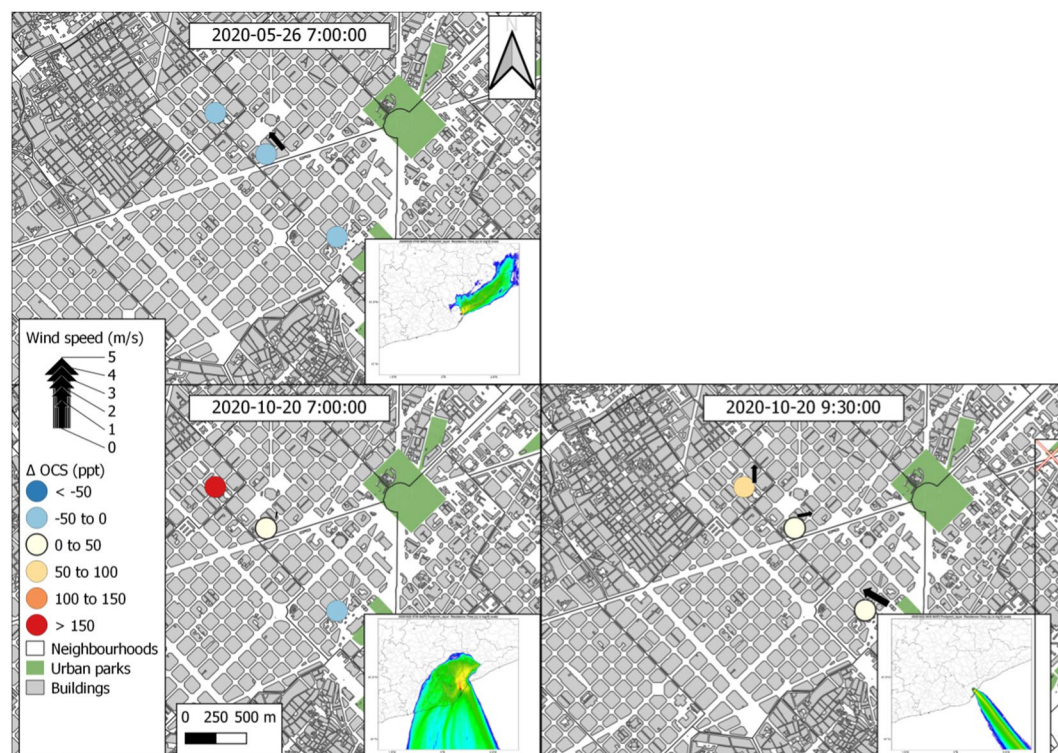 2020-05-26 7:00:00
N
Wind speed (m/s)
5
4
3
2
1
0
Δ OCS (ppt)
< -50
-50 to 0
0 to 50
50 to 100
100 to 150
> 150
Neighbourhoods
Urban parks
Buildings
2020-10-20 7:00:00
2020-10-20 9:30:00
0 250 500 m